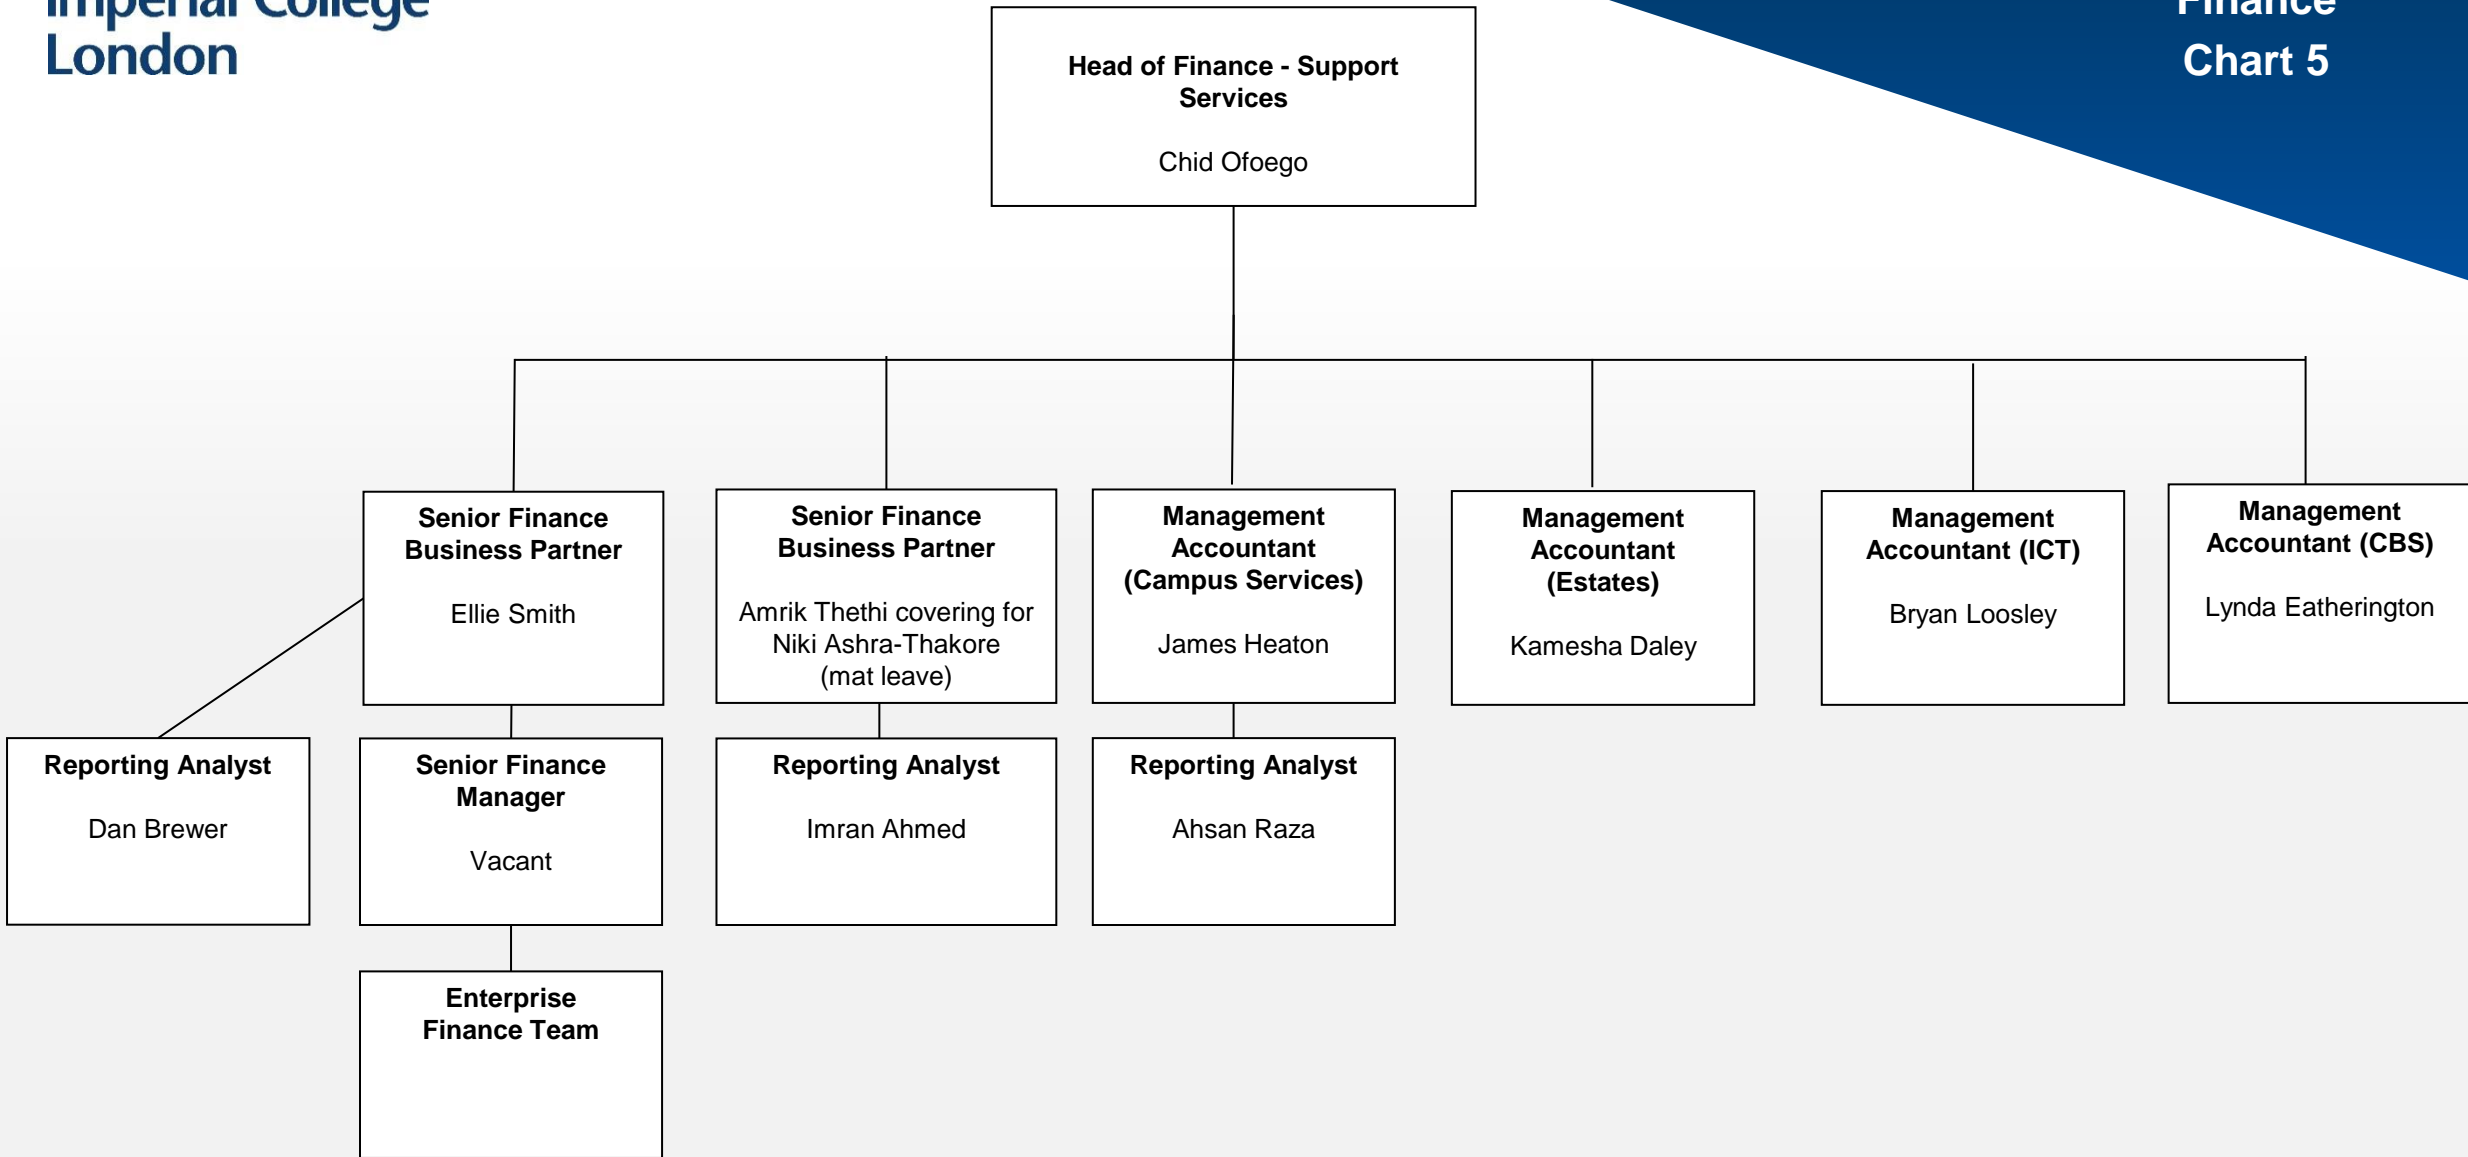 Imperial College
London
Finance
Chart 5
Head of Finance - Support
Services
Chid Ofoego
Senior Finance
Business Partner
Ellie Smith
Senior Finance
Business Partner
Amrik Thethi covering for
Niki Ashra-Thakore
(mat leave)
Management
Accountant
(Campus Services)
James Heaton
Management
Accountant
(Estates)
Kamesha Daley
Management
Accountant (ICT)
Bryan Loosley
Management
Accountant (CBS)
Lynda Eatherington
Reporting Analyst
Dan Brewer
Senior Finance
Manager
Vacant
Reporting Analyst
Imran Ahmed
Reporting Analyst
Ahsan Raza
Enterprise
Finance Team